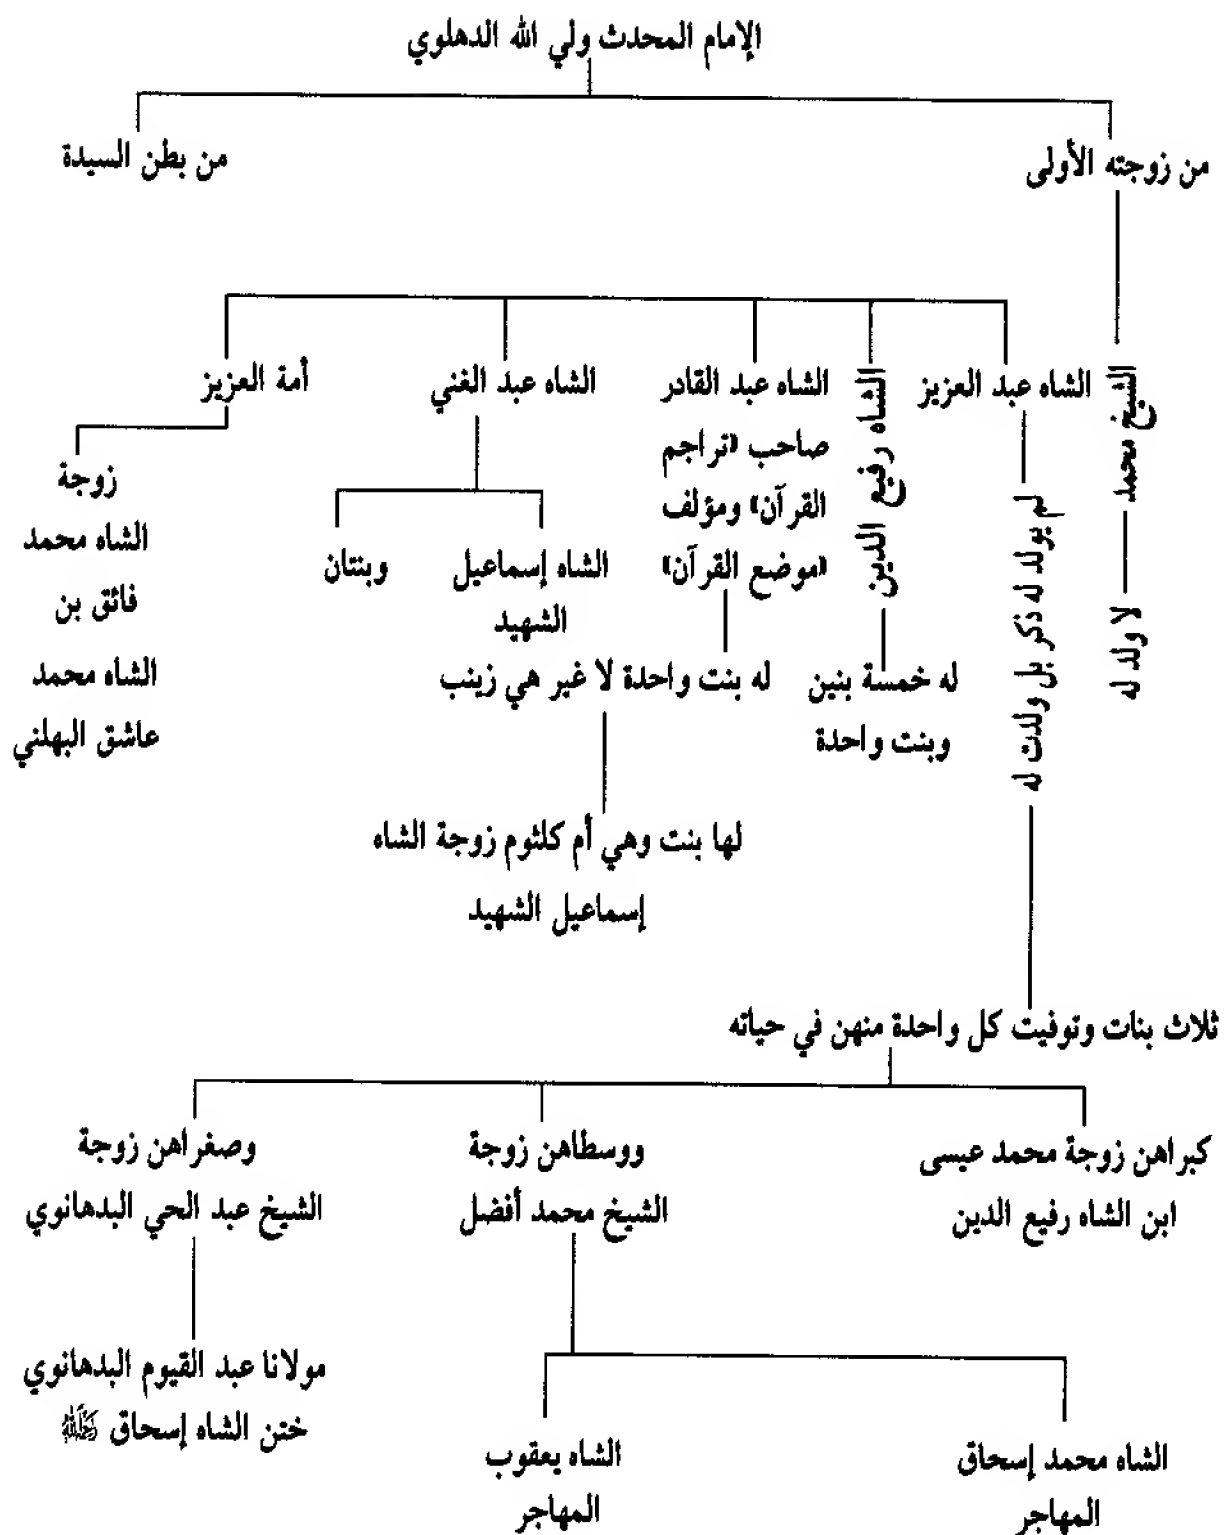 الإمام المحدث ولي الله الدهلوي
من زوجته الأولى
من بطن السيدة
الشيخ محمد
لا ولد له
الشاه عبد العزيز
لم يولد له ذكر بل ولدت له
الشاه رفيع الدين
له خمسة بنين
وبنت واحدة
الشاه عبد القادر
صاحب «تراجم
القرآن» ومؤلف
«موضع القرآن»
له بنت واحدة لا غير هي زينب
لها بنت وهي أم كلثوم زوجة الشاه
إسماعيل الشهيد
الشاه عبد الغني
الشاه إسماعيل
الشهيد
وبنتان
أمة العزيز
زوجة
الشاه محمد
فائق بن
الشاه محمد
عاشق البهلني
ثلاث بنات وتوفيت كل واحدة منهن في حياته
كبراهن زوجة محمد عيسى
ابن الشاه رفيع الدين
ووسطاهن زوجة
الشيخ محمد أفضل
الشاه محمد إسحاق
المهاجر
الشاه يعقوب
المهاجر
وصغراهن زوجة
الشيخ عبد الحي البدهانوي
مولانا عبد القيوم البدهانوي
ختن الشاه إسحاق رحمه الله